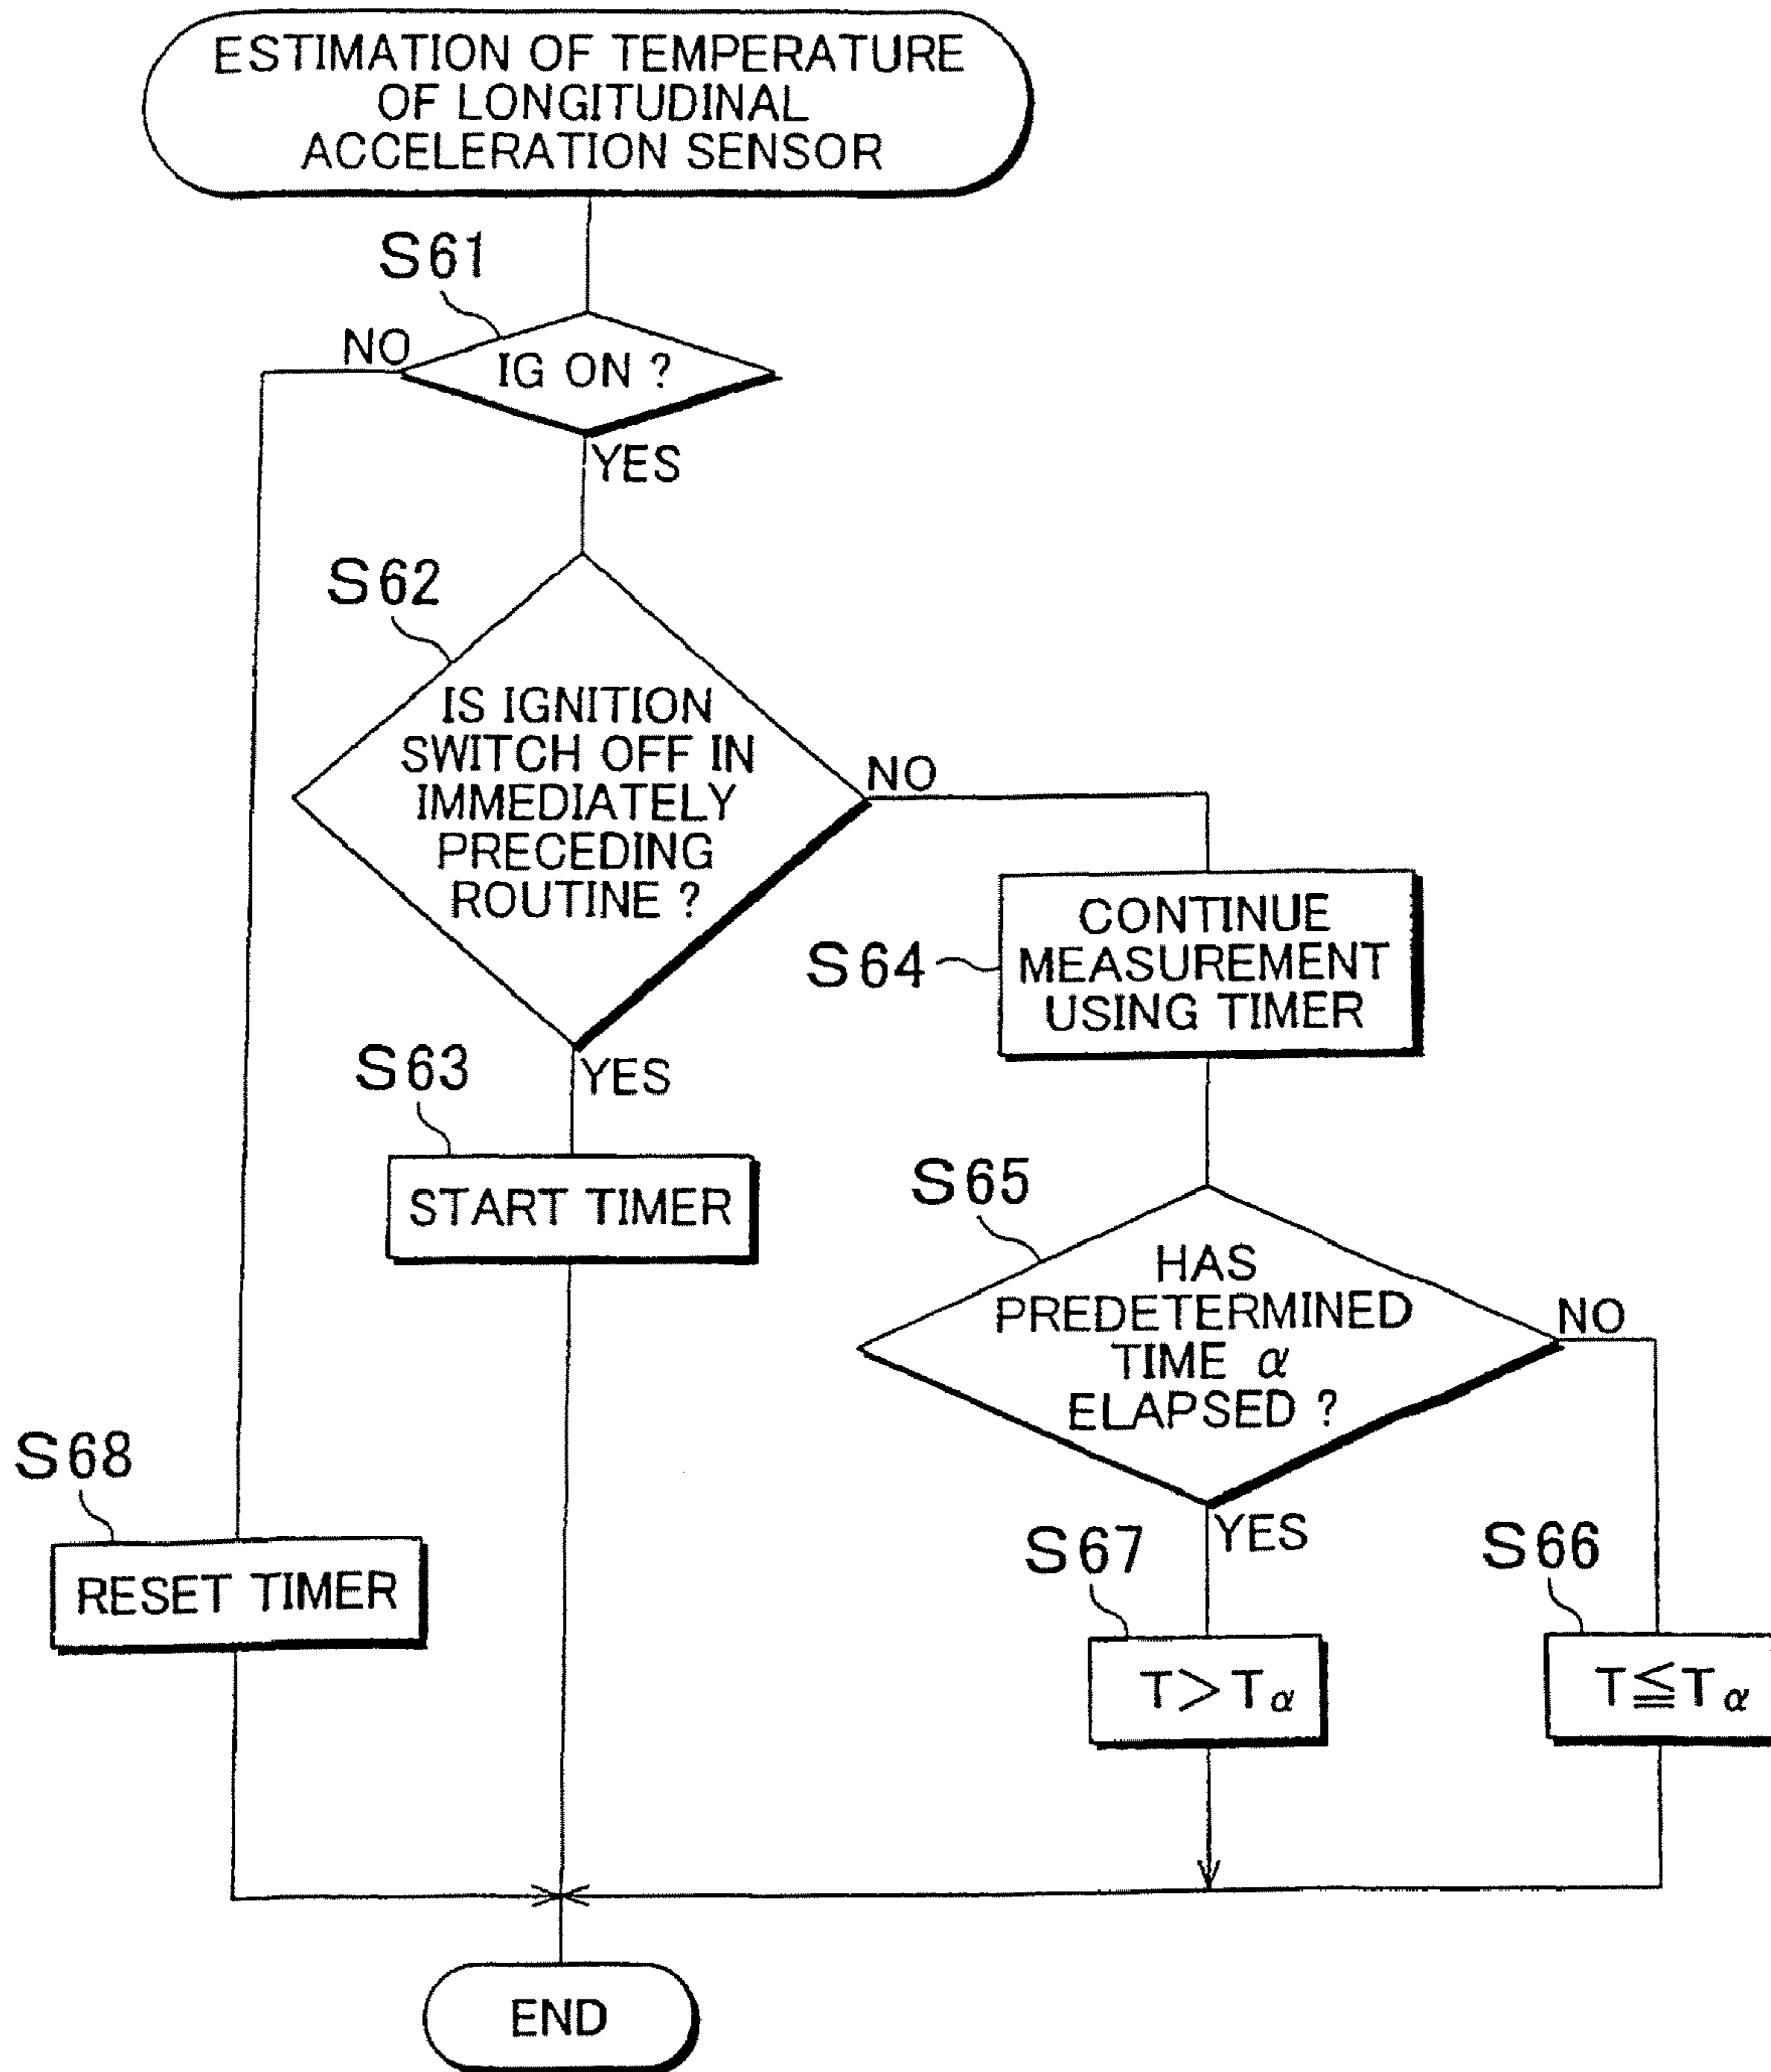 ESTIMATION OF TEMPERATURE
OF LONGITUDINAL
ACCELERATION SENSOR
S61
NO
IG ON ?
YES
S62
IS IGNITION
SWITCH OFF IN
IMMEDIATELY
PRECEDING
ROUTINE ?
NO
YES
S64
CONTINUE
MEASUREMENT
USING TIMER
S63
START TIMER
S65
HAS
PREDETERMINED
TIME α
ELAPSED ?
NO
YES
S68
RESET TIMER
S67
T>Tα
S66
T≦Tα
END